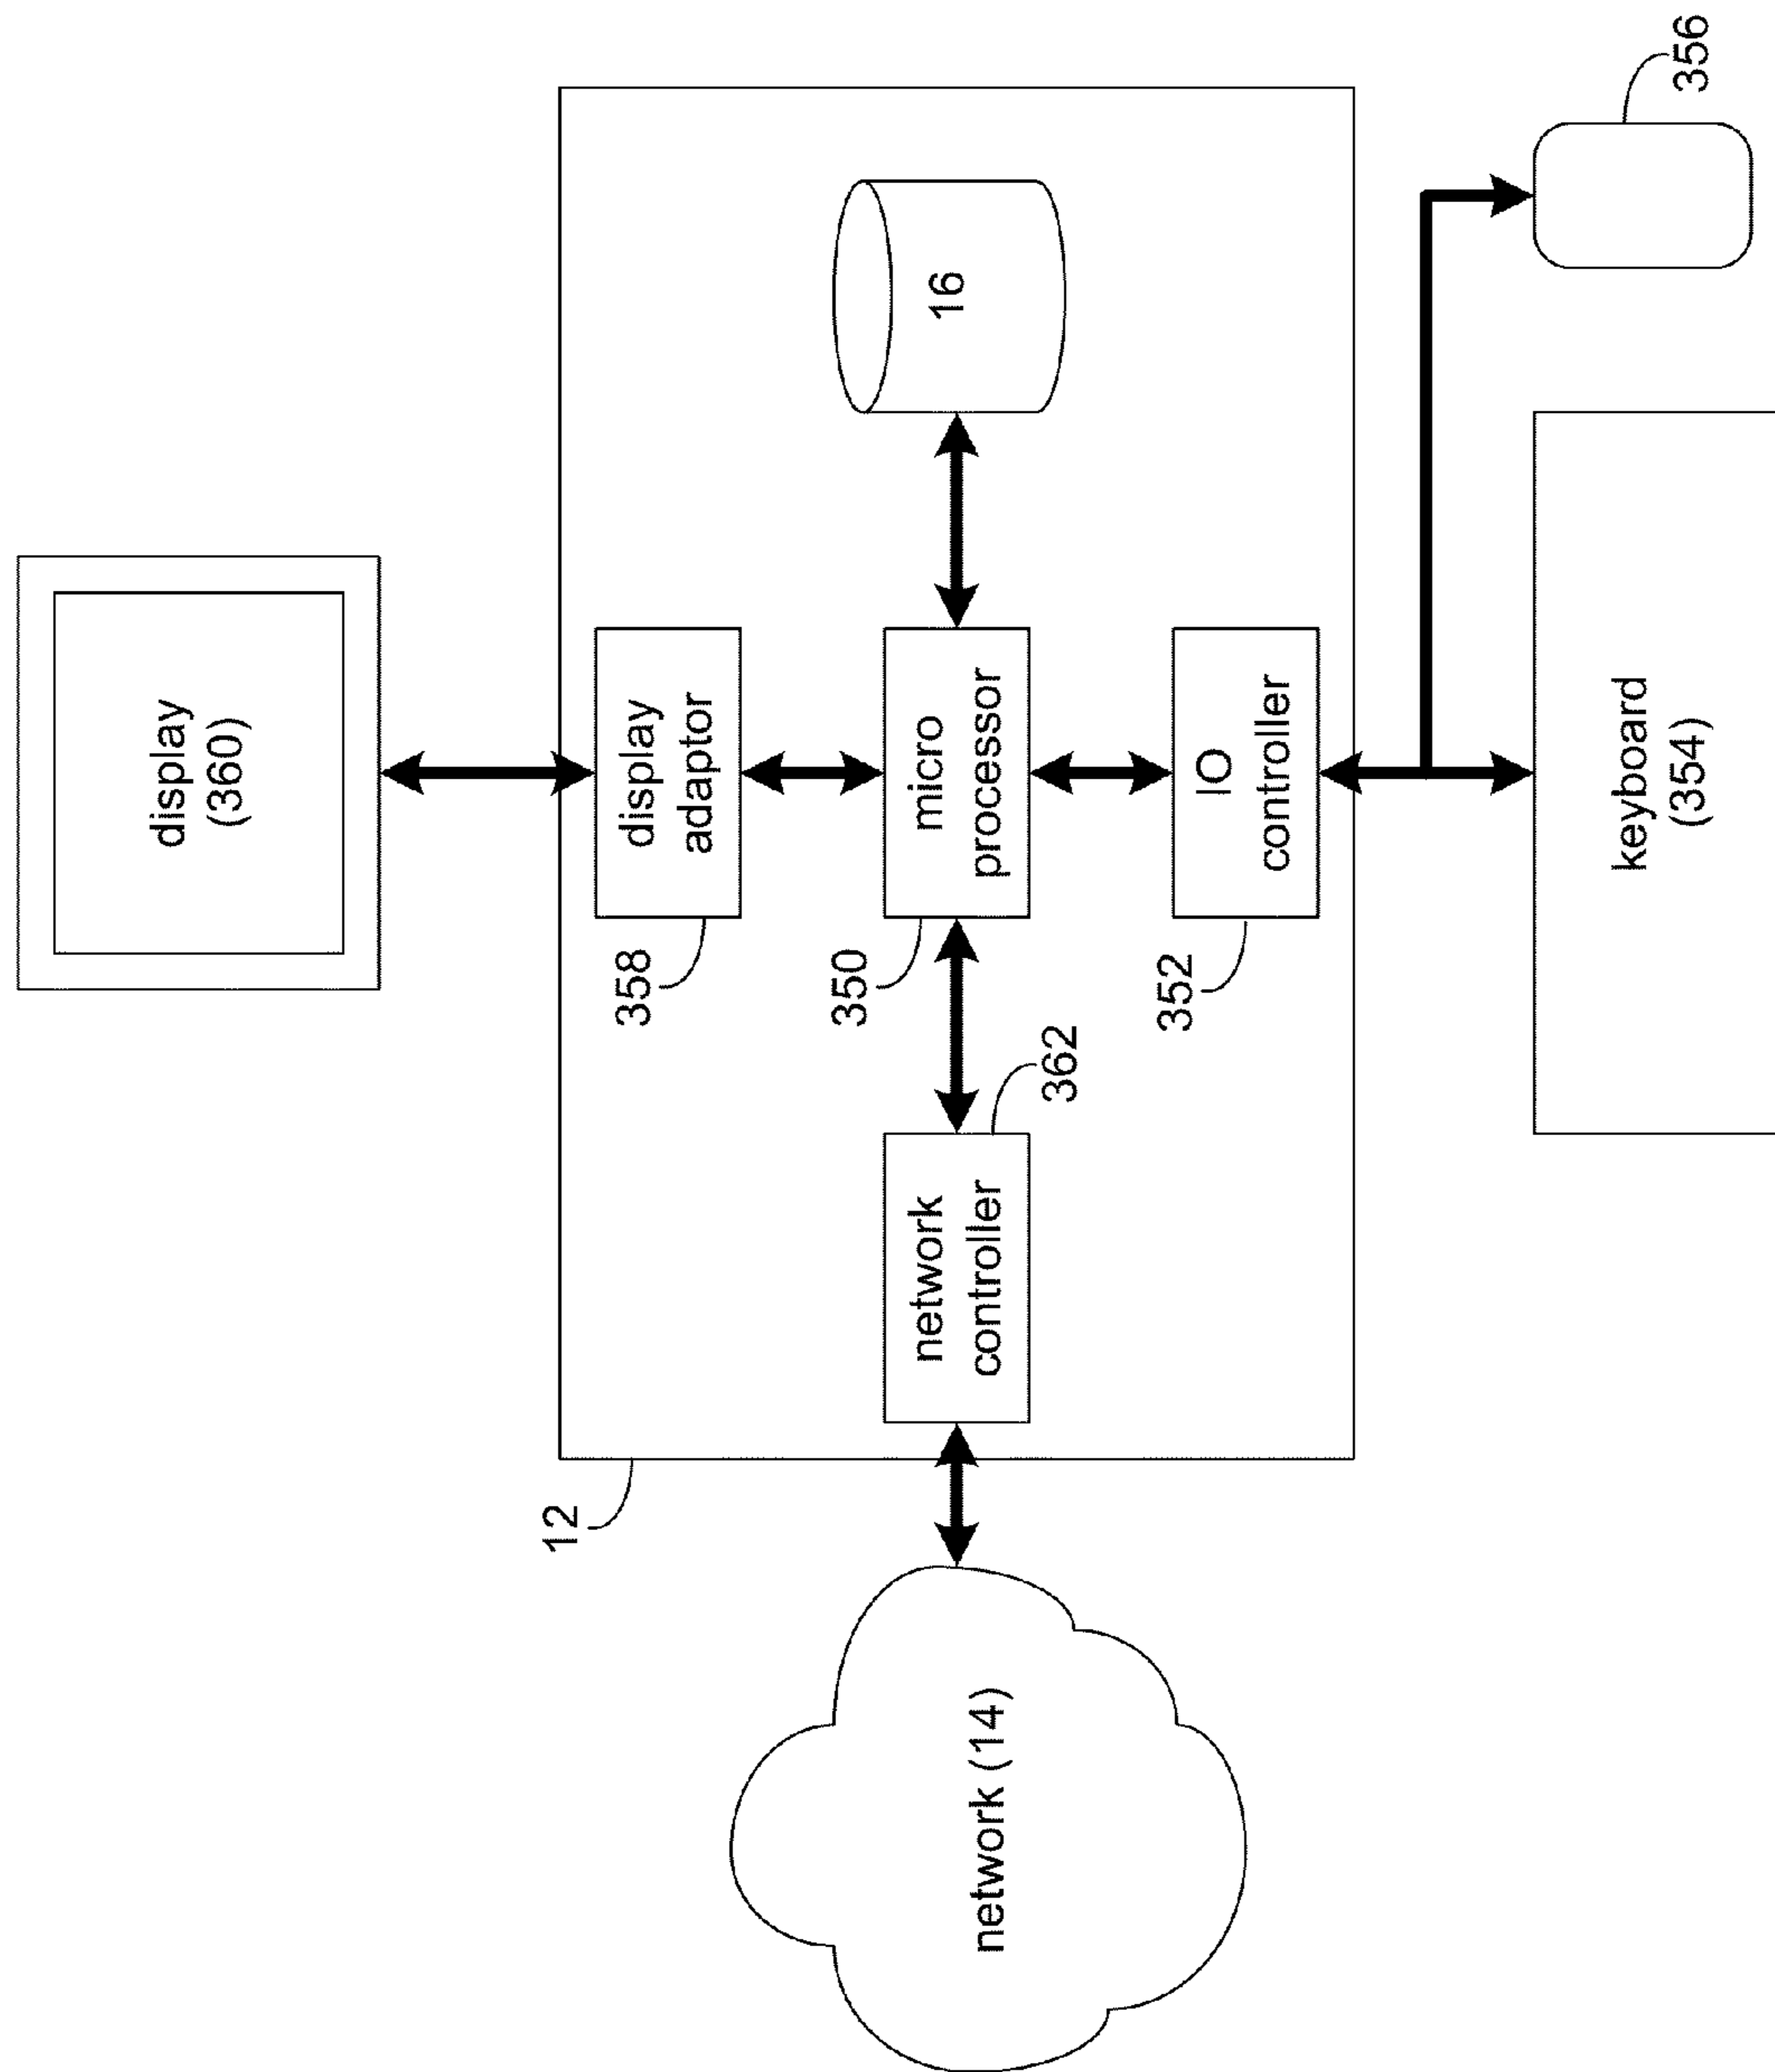 display
(360)
12
358
display
adaptor
350
micro
processor
16
network
controller
362
network (14)
352
IO
controller
keyboard
(354)
356